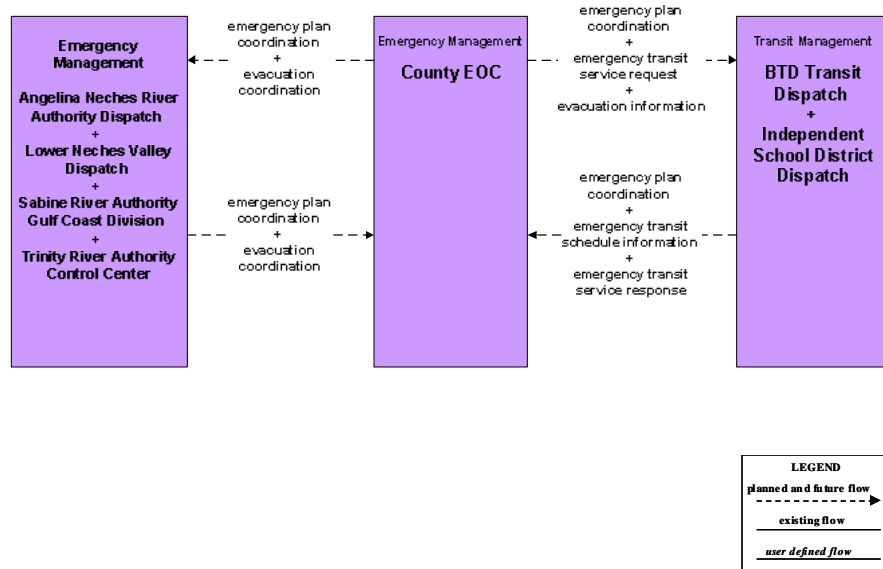 Emergency
Management
Angelina Neches River
Authority Dispatch
+
Lower Neches Valley
Dispatch
+
Sabine River Authority
Gulf Coast Division
+
Trinity River Authority
Control Center
emergency plan
coordination
+
evacuation
coordination
emergency plan
coordination
+
evacuation
coordination
Emergency Management
County EOC
emergency plan
coordination
+
emergency transit
service request
+
evacuation information
emergency plan
coordination
+
emergency transit
schedule information
+
emergency transit
service response
Transit Management
BTD Transit
Dispatch
+
Independent
School District
Dispatch
LEGEND
planned and future flow
existing flow
user defined flow